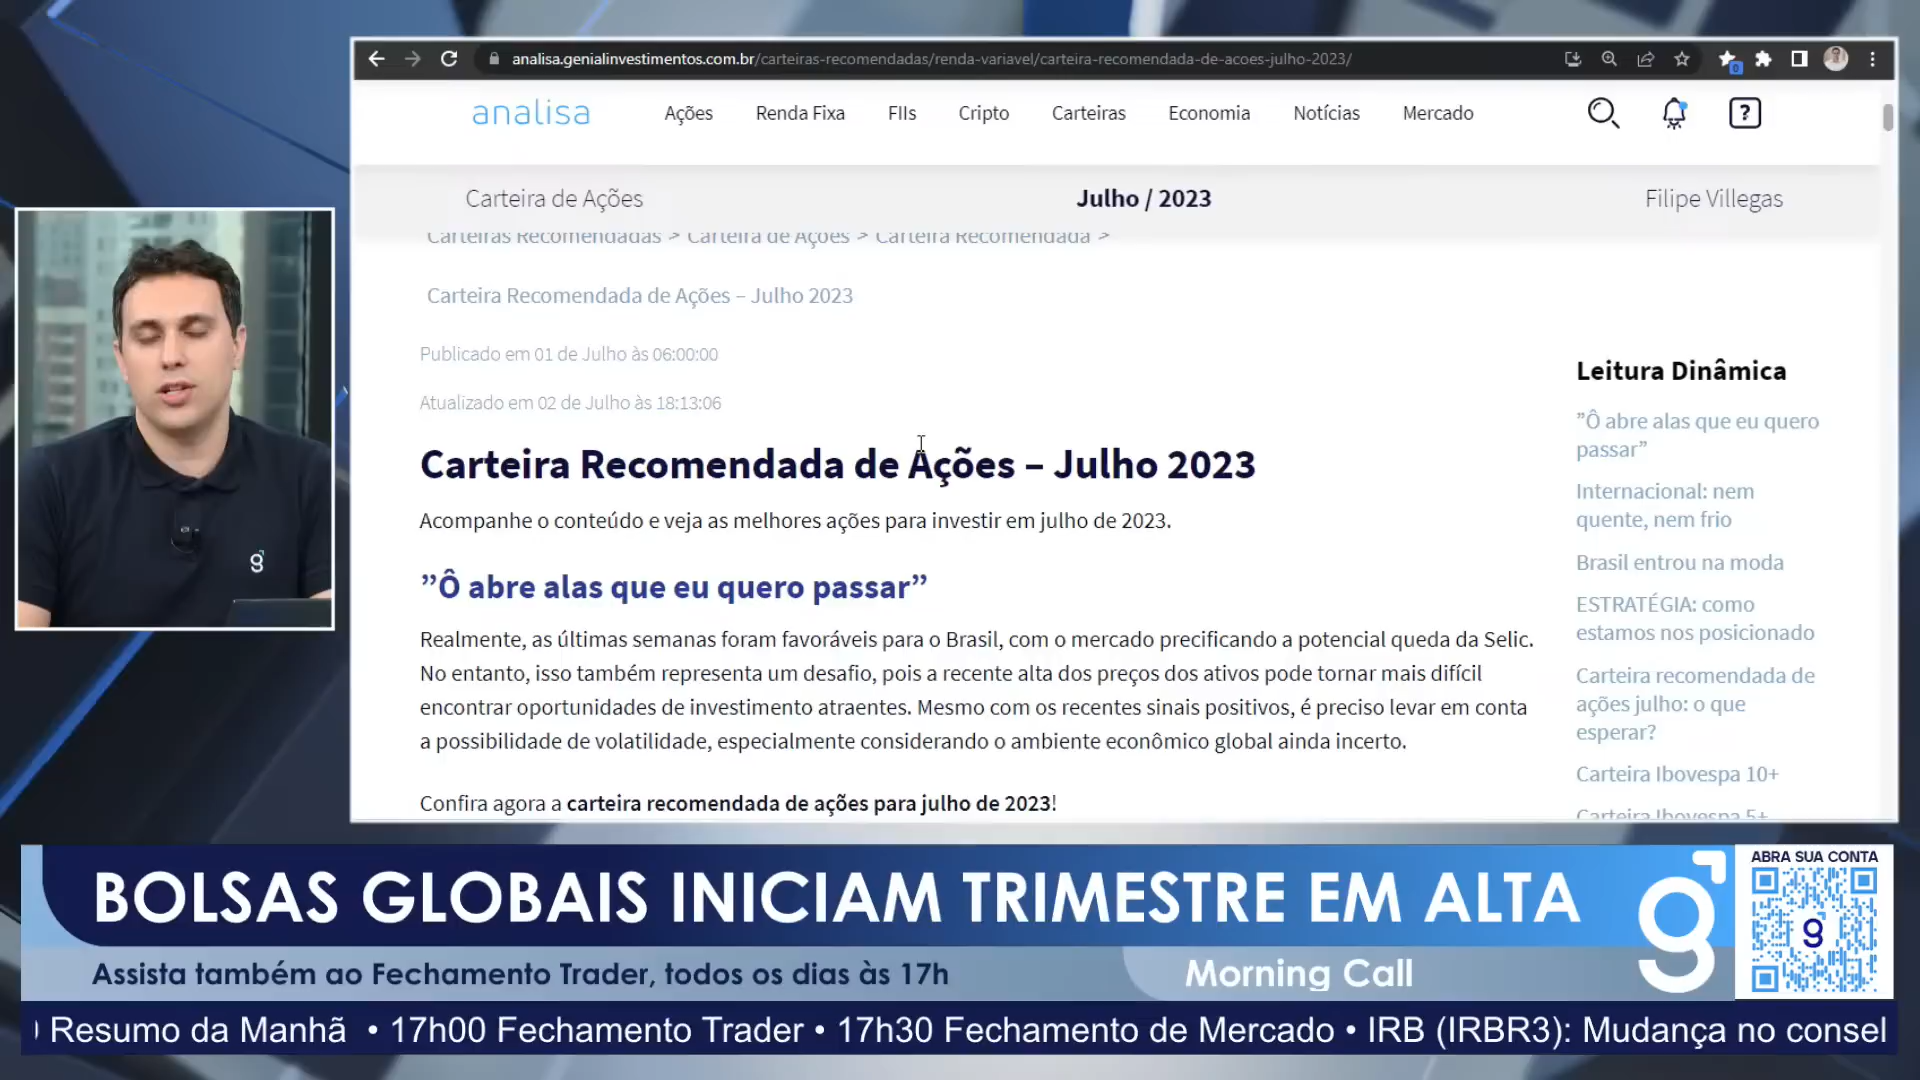 analisa.genialinvestimentos.com.br/carteiras-recomendadas/renda-variavel/carteira-recomendada-de-acoes-julho-2023/
analisa
Ações
Renda Fixa
FIIs
Cripto
Carteiras
Economia
Notícias
Mercado
?
Carteira de Ações
Julho / 2023
Filipe Villegas
Carteiras Recomendadas > Carteira de Ações > Carteira Recomendada >
Carteira Recomendada de Ações – Julho 2023
Publicado em 01 de Julho às 06:00:00
Atualizado em 02 de Julho às 18:13:06
Carteira Recomendada de Ações – Julho 2023
Acompanhe o conteúdo e veja as melhores ações para investir em julho de 2023.
”Ô abre alas que eu quero passar”
Realmente, as últimas semanas foram favoráveis para o Brasil, com o mercado precificando a potencial queda da Selic.
No entanto, isso também representa um desafio, pois a recente alta dos preços dos ativos pode tornar mais difícil
encontrar oportunidades de investimento atraentes. Mesmo com os recentes sinais positivos, é preciso levar em conta
a possibilidade de volatilidade, especialmente considerando o ambiente econômico global ainda incerto.
Confira agora a carteira recomendada de ações para julho de 2023!
Leitura Dinâmica
”Ô abre alas que eu quero
passar”
Internacional: nem
quente, nem frio
Brasil entrou na moda
ESTRATÉGIA: como
estamos nos posicionado
Carteira recomendada de
ações julho: o que
esperar?
Carteira Ibovespa 10+
Carteira Ibovespa 5+
g
BOLSAS GLOBAIS INICIAM TRIMESTRE EM ALTA
Assista também ao Fechamento Trader, todos os dias às 17h
Morning Call
g
ABRA SUA CONTA
g
Resumo da Manhã • 17h00 Fechamento Trader • 17h30 Fechamento de Mercado • IRB (IRBR3): Mudança no consel